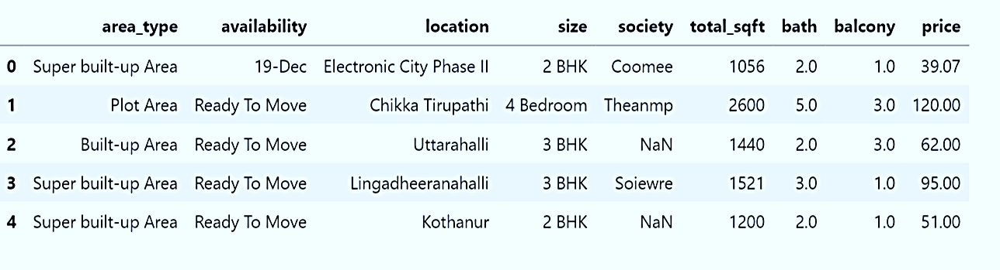 area_type availability location size society total_sqft bath balcony price
0 Super built-up Area 19-Dec Electronic City Phase II 2 BHK Coomee 1056 2.0 1.0 39.07
1 Plot Area Ready To Move Chikka Tirupathi 4 Bedroom Theanmp 2600 5.0 3.0 120.00
2 Built-up Area Ready To Move Uttarahalli 3 BHK NaN 1440 2.0 3.0 62.00
3 Super built-up Area Ready To Move Lingadheeranahalli 3 BHK Soiewre 1521 3.0 1.0 95.00
4 Super built-up Area Ready To Move Kothanur 2 BHK NaN 1200 2.0 1.0 51.00